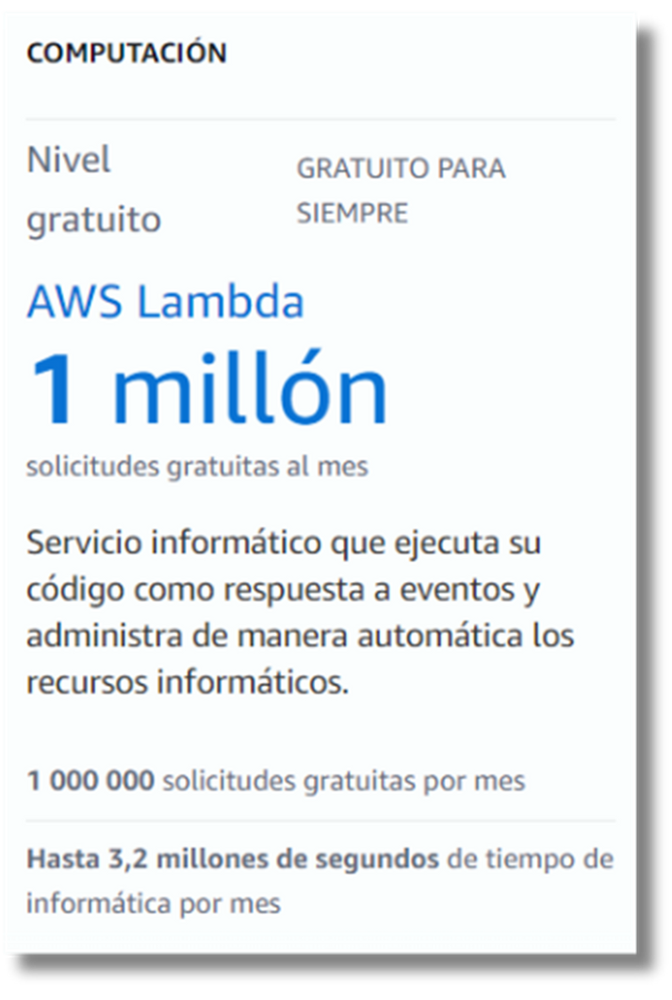 COMPUTACIÓN
Nivel
gratuito
GRATUITO PARA
SIEMPRE
AWS Lambda
1 millón
solicitudes gratuitas al mes
Servicio informático que ejecuta su
código como respuesta a eventos y
administra de manera automática los
recursos informáticos.
1 000 000 solicitudes gratuitas por mes
Hasta 3,2 millones de segundos de tiempo de
informática por mes